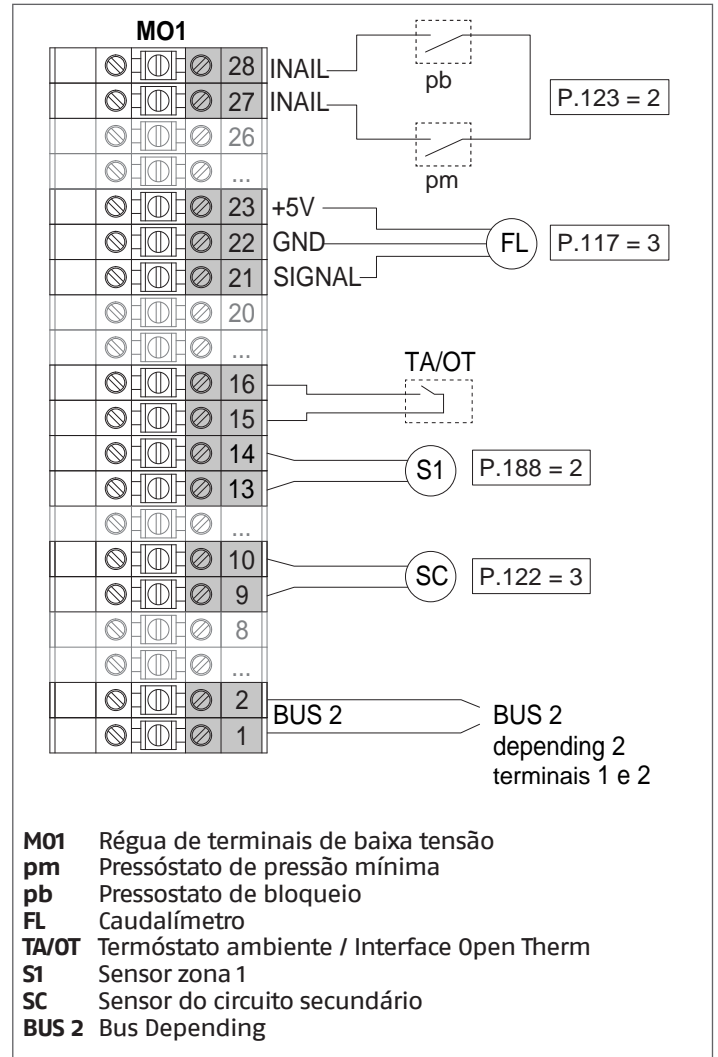 MO1
28 INAIL
pb
27 INAIL
P.123 = 2
26
...
pm
23 +5V
22 GND
FL
P.117 = 3
21 SIGNAL
20
...
TA/OT
16
15
14
S1
P.188 = 2
13
...
10
SC
P.122 = 3
9
8
...
2
BUS 2
BUS 2
1
depending 2
terminais 1 e 2
M01 Régua de terminais de baixa tensão
pm Pressóstato de pressão mínima
pb Pressostato de bloqueio
FL Caudalímetro
TA/OT Termóstato ambiente / Interface Open Therm
S1 Sensor zona 1
SC Sensor do circuito secundário
BUS 2 Bus Depending